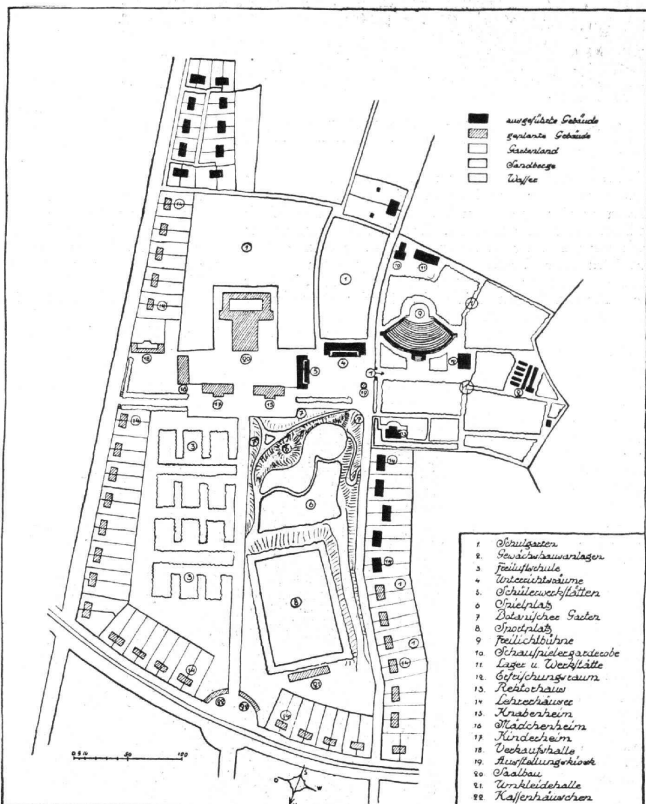 ausgeführte Gebäude
geplante Gebäude
Gartenland
Sandberge
Wasser
1 Schulgarten
2. Gewächshausanlagen
3 Freiluftschule
4 Unterrichtsräume
5. Schülerwerkstätten
6 Spielplatz
7 Botanischer Garten
8 Sportplatz
9 Freilichtbühne
10. Schauspielergarderobe
11 Lager u. Werkstätte
12. Erfrischungsraum
13. Rektorhaus
14 Lehrerhäuser
15. Knabenheim
16 Mädchenheim
17 Kinderheim
18 Verkaufshalle
19. Ausstellungskiosk
20 Saalbau
21. Umkleidehalle
22 Kassenhäuschen